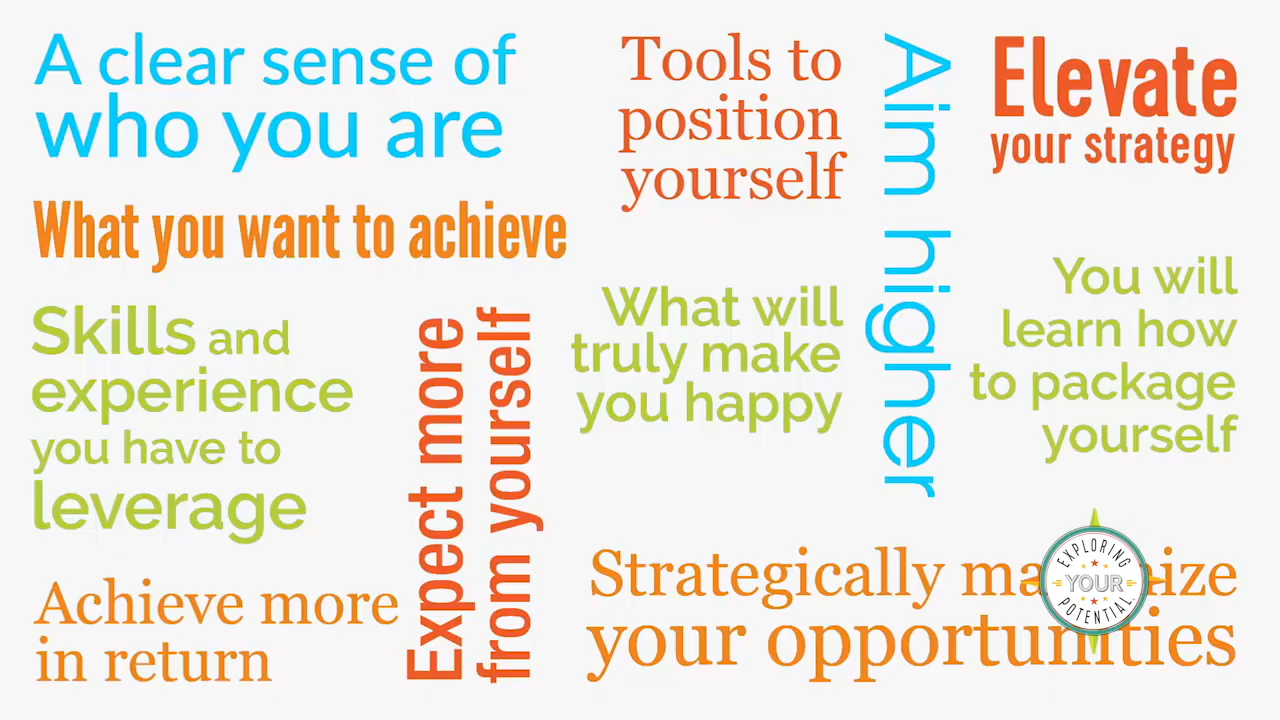 A clear sense of
who you are
What you want to achieve
Skills and
experience
you have to
leverage
Achieve more
in return
Expect more
from yourself
Tools to
position
yourself
What will
truly make
you happy
Aim higher
Elevate
your strategy
You will
learn how
to package
yourself
Strategically ma ize
your opportunities
EXPLORING
YOUR
POTENTIAL